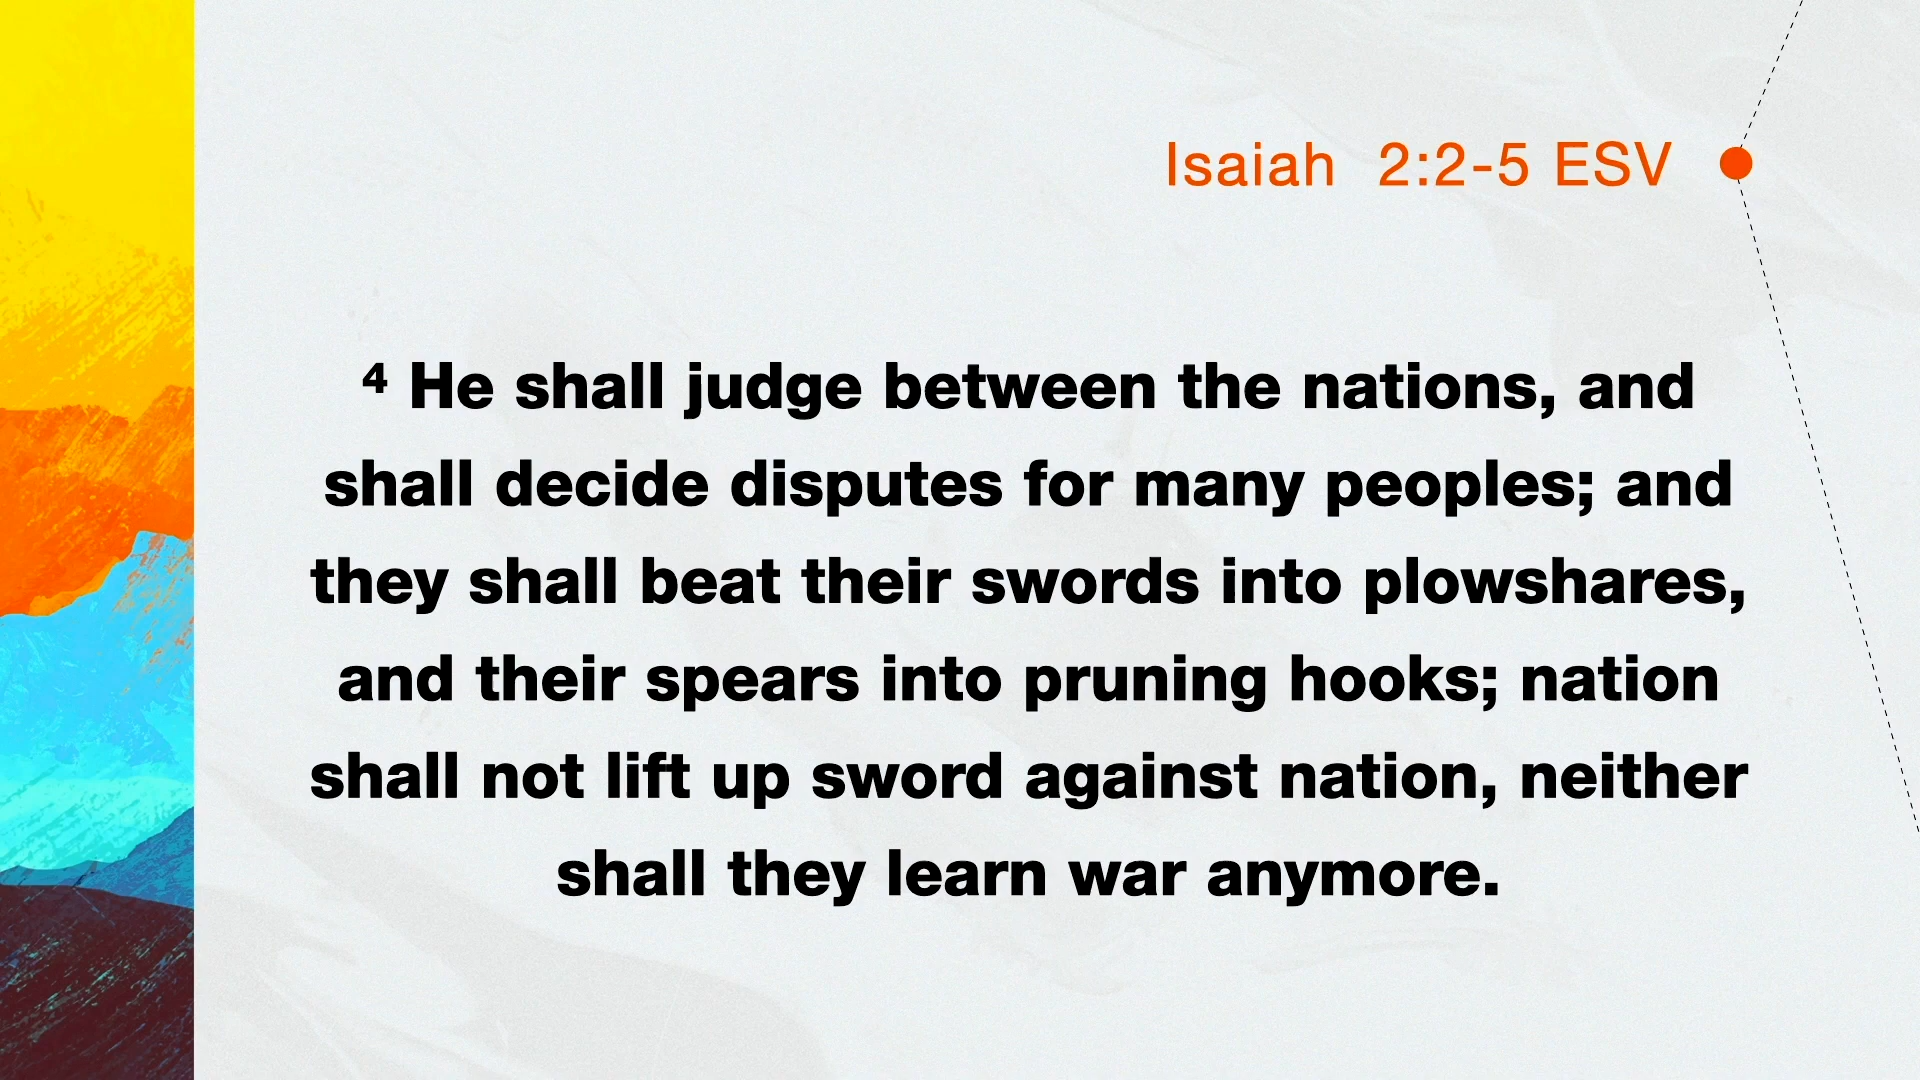 Isaiah 2:2-5 ESV
⁴ He shall judge between the nations, and
shall decide disputes for many peoples; and
they shall beat their swords into plowshares,
and their spears into pruning hooks; nation
shall not lift up sword against nation, neither
shall they learn war anymore.